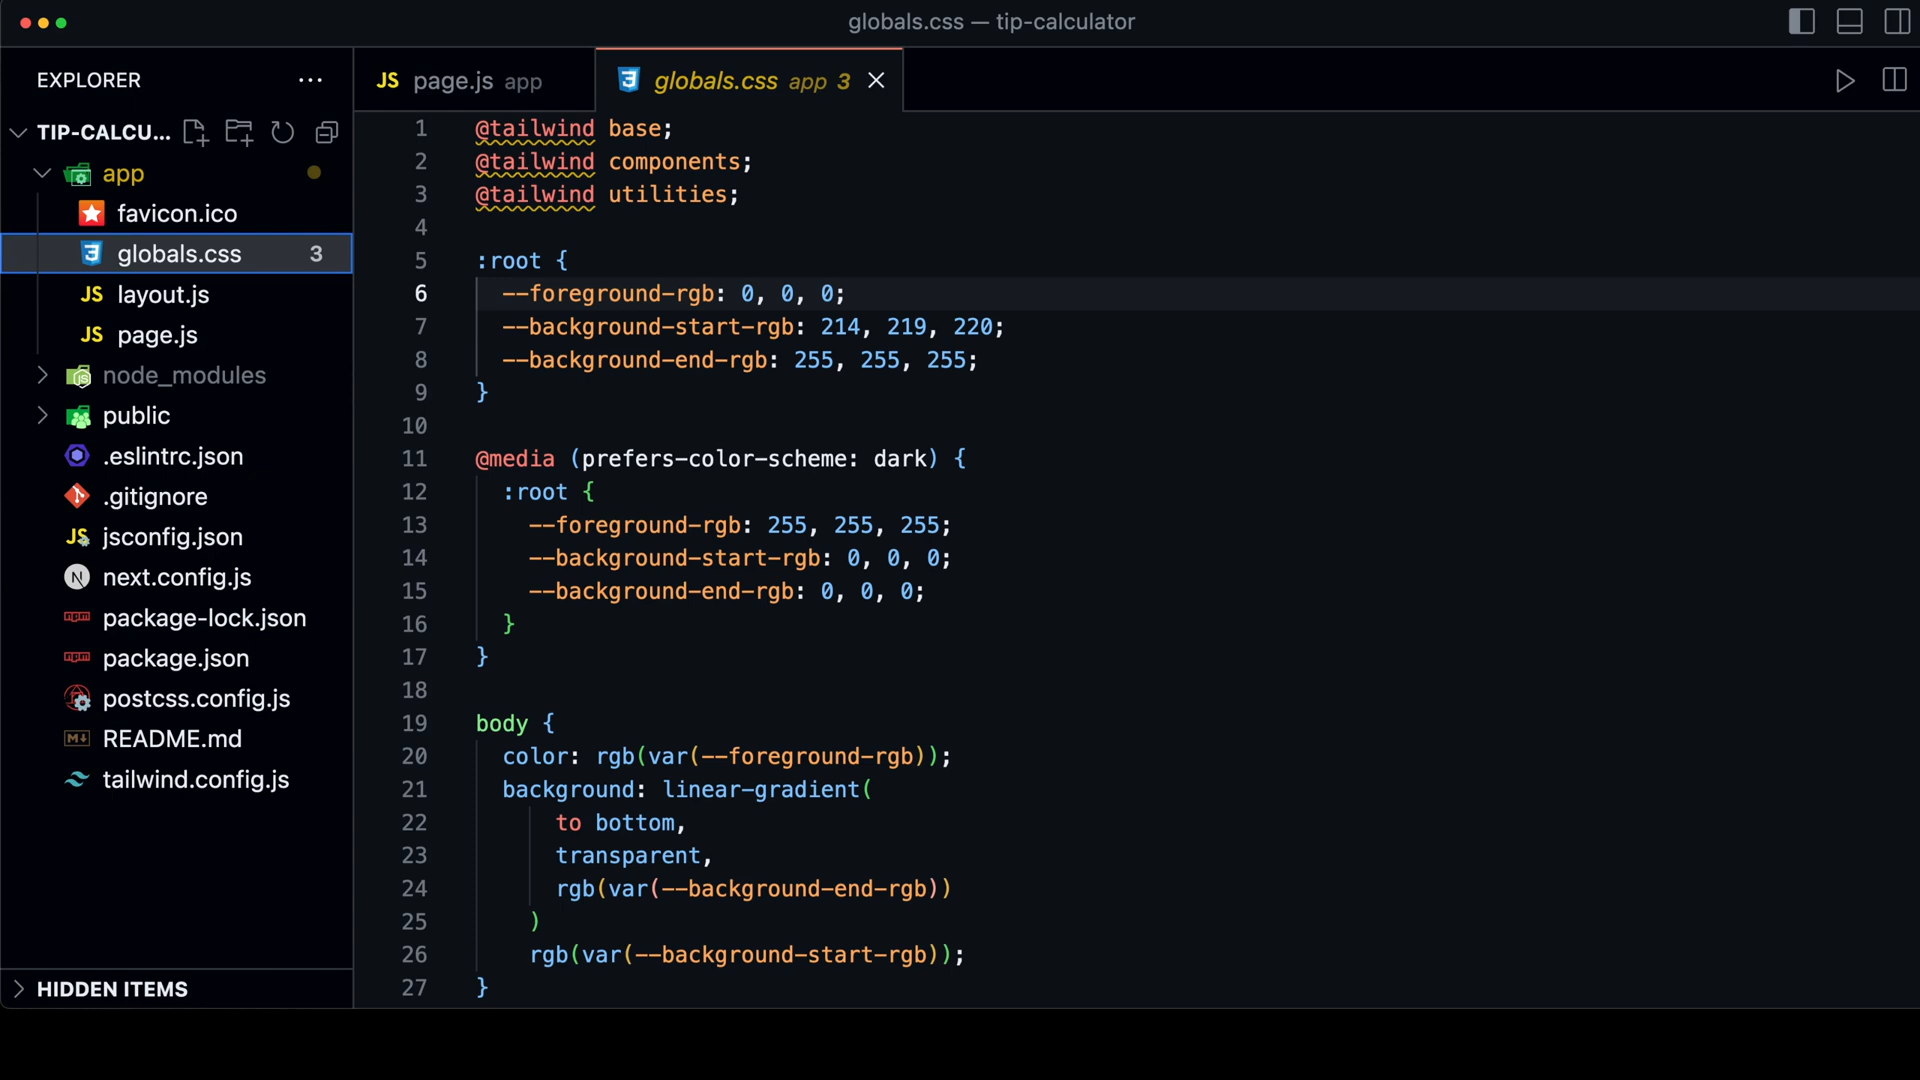 globals.css — tip-calculator
EXPLORER
TIP-CALCU...
app
favicon.ico
globals.css 3
JS layout.js
JS page.js
node_modules
public
.eslintrc.json
.gitignore
JS jsconfig.json
N next.config.js
npm package-lock.json
npm package.json
postcss.config.js
M↓ README.md
tailwind.config.js
HIDDEN ITEMS
JS page.js app
globals.css app 3
1 @tailwind base;
2 @tailwind components;
3 @tailwind utilities;
4
5 :root {
6 --foreground-rgb: 0, 0, 0;
7 --background-start-rgb: 214, 219, 220;
8 --background-end-rgb: 255, 255, 255;
9 }
10
11 @media (prefers-color-scheme: dark) {
12 :root {
13 --foreground-rgb: 255, 255, 255;
14 --background-start-rgb: 0, 0, 0;
15 --background-end-rgb: 0, 0, 0;
16 }
17 }
18
19 body {
20 color: rgb(var(--foreground-rgb));
21 background: linear-gradient(
22 to bottom,
23 transparent,
24 rgb(var(--background-end-rgb))
25 )
26 rgb(var(--background-start-rgb));
27 }